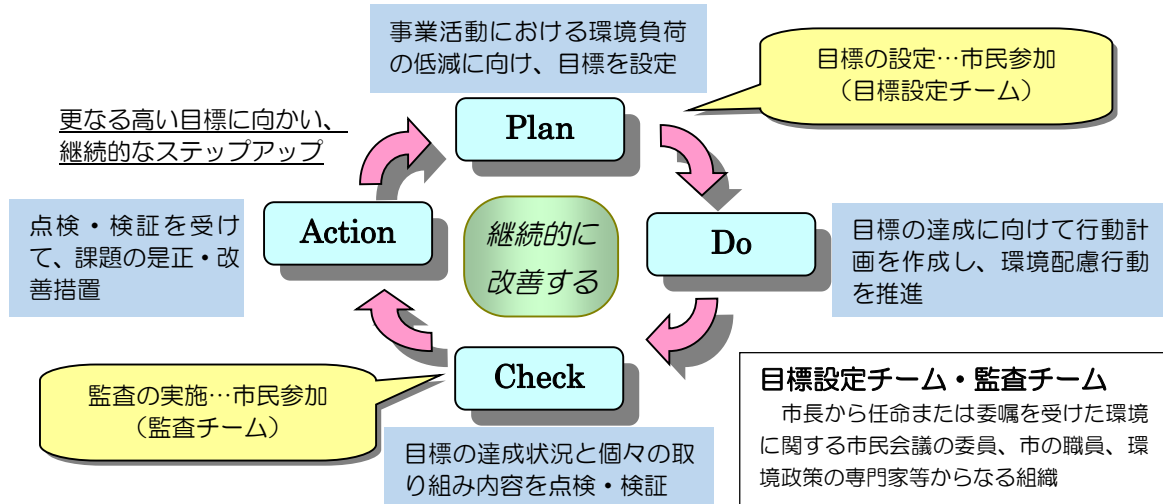 事業活動における環境負荷
の低減に向け、目標を設定
目標の設定…市民参加
（目標設定チーム）
更なる高い目標に向かい、
継続的なステップアップ
Plan
点検・検証を受け
て、課題の是正・改
善措置
Action
継続的に
改善する
Do
目標の達成に向けて行動計
画を作成し、環境配慮行動
を推進
Check
監査の実施…市民参加
（監査チーム）
目標の達成状況と個々の取
り組み内容を点検・検証
目標設定チーム・監査チーム
市長から任命または委嘱を受けた環境
に関する市民会議の委員、市の職員、環
境政策の専門家等からなる組織